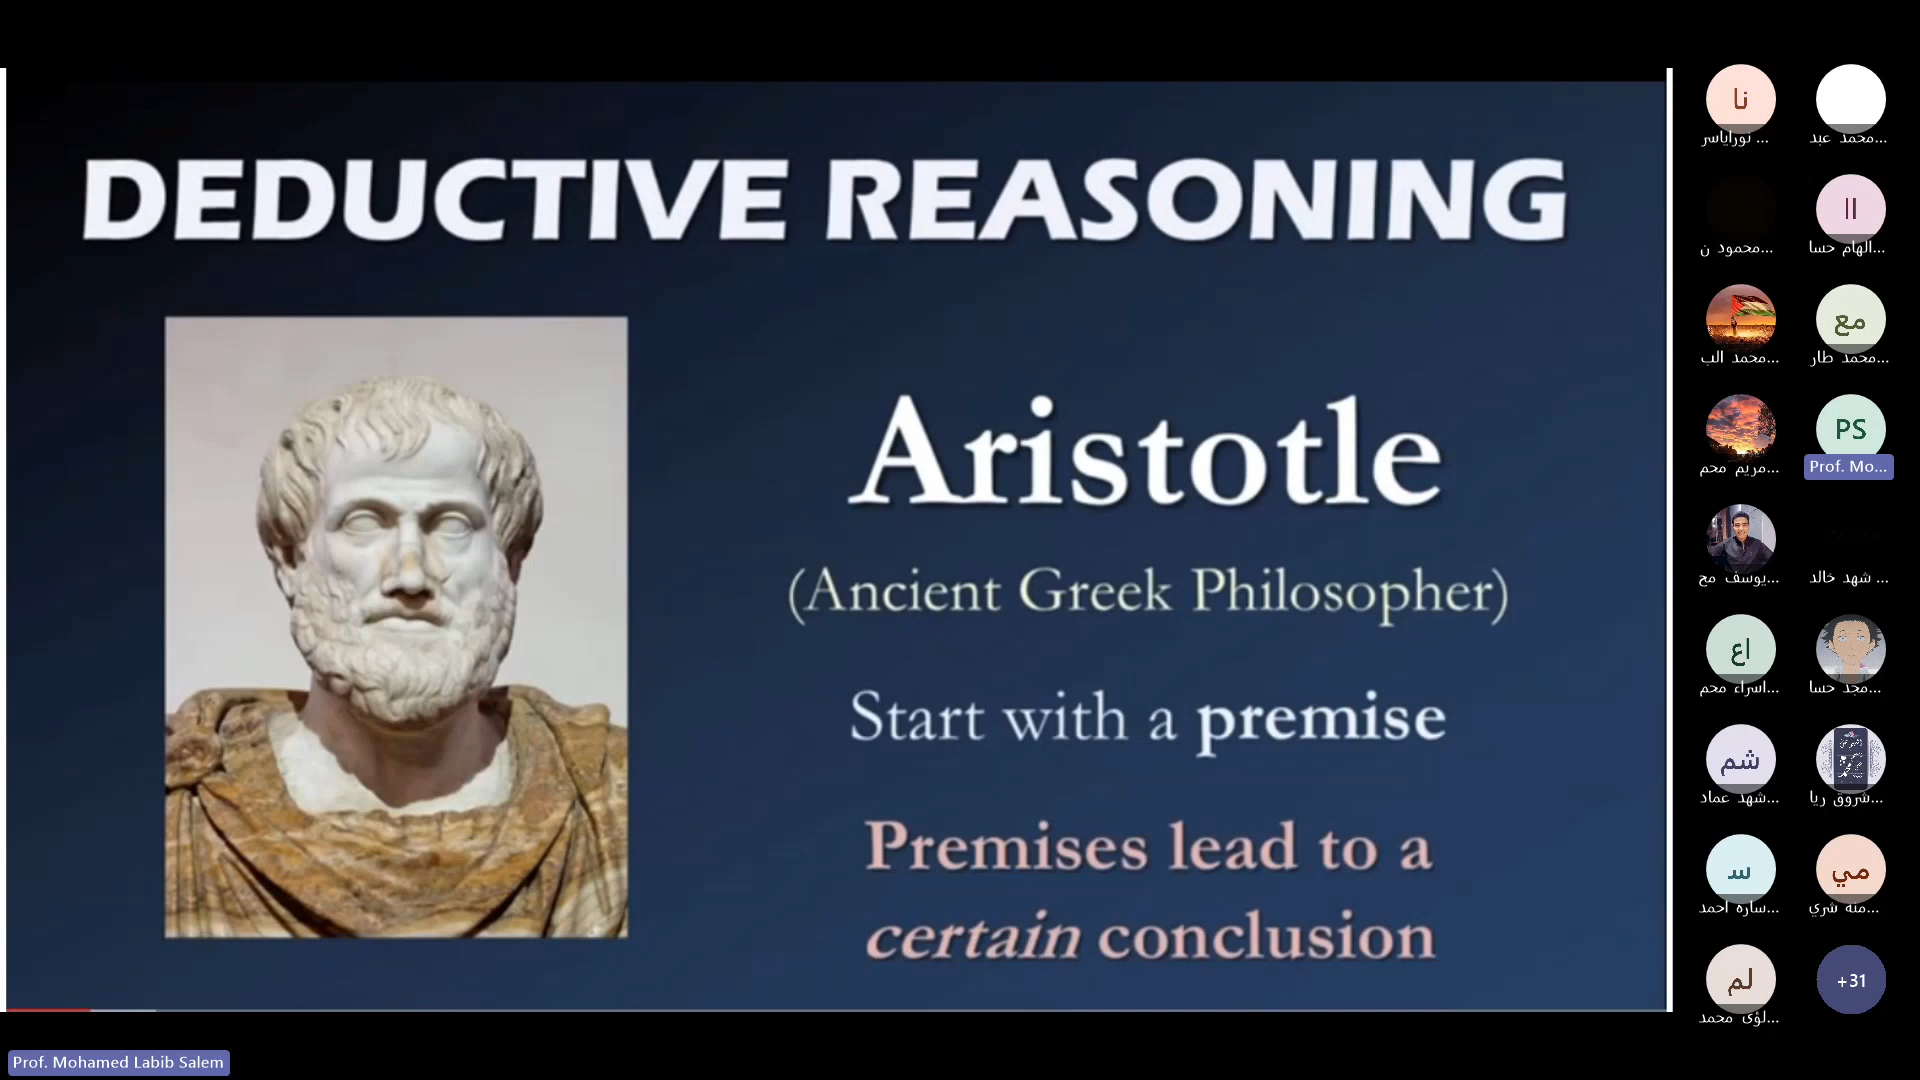 DEDUCTIVE REASONING
Aristotle
(Ancient Greek Philosopher)
Start with a premise
Premises lead to a
certain conclusion
نا
نوراياسر ...
محمد عبد...
محمود ن...
اا
الهام حسا...
محمد الب...
مع
محمد طار...
مريم محم...
PS
Prof. Mo...
يوسف مح...
شهد خالد ...
اع
اسراء محم...
مجد حسا...
شم
شهد عماد...
شروق ريا...
س
ساره احمد...
مي
منه شري...
لم
لؤى محمد...
+31
Prof. Mohamed Labib Salem